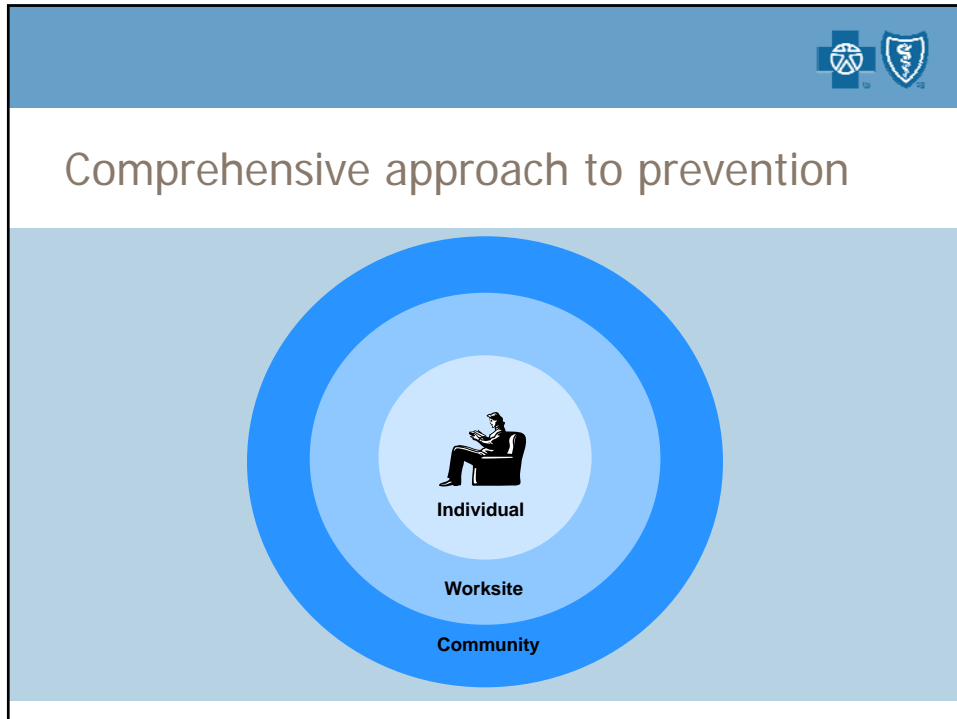 Comprehensive approach to prevention
Individual
Worksite
Community